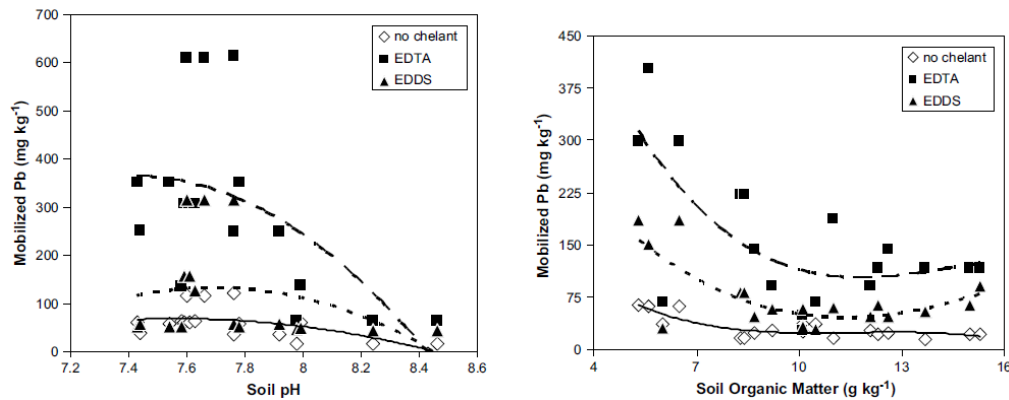 Mobilized Pb (mg kg⁻¹)
700
600
500
400
300
200
100
0
7.2 7.4 7.6 7.8 8.0 8.2 8.4 8.6
Soil pH
no chelant
EDTA
EDDS
Mobilized Pb (mg kg⁻¹)
450
375
300
225
150
75
0
4 7 10 13 16
Soil Organic Matter (g kg⁻¹)
no chelant
EDTA
EDDS